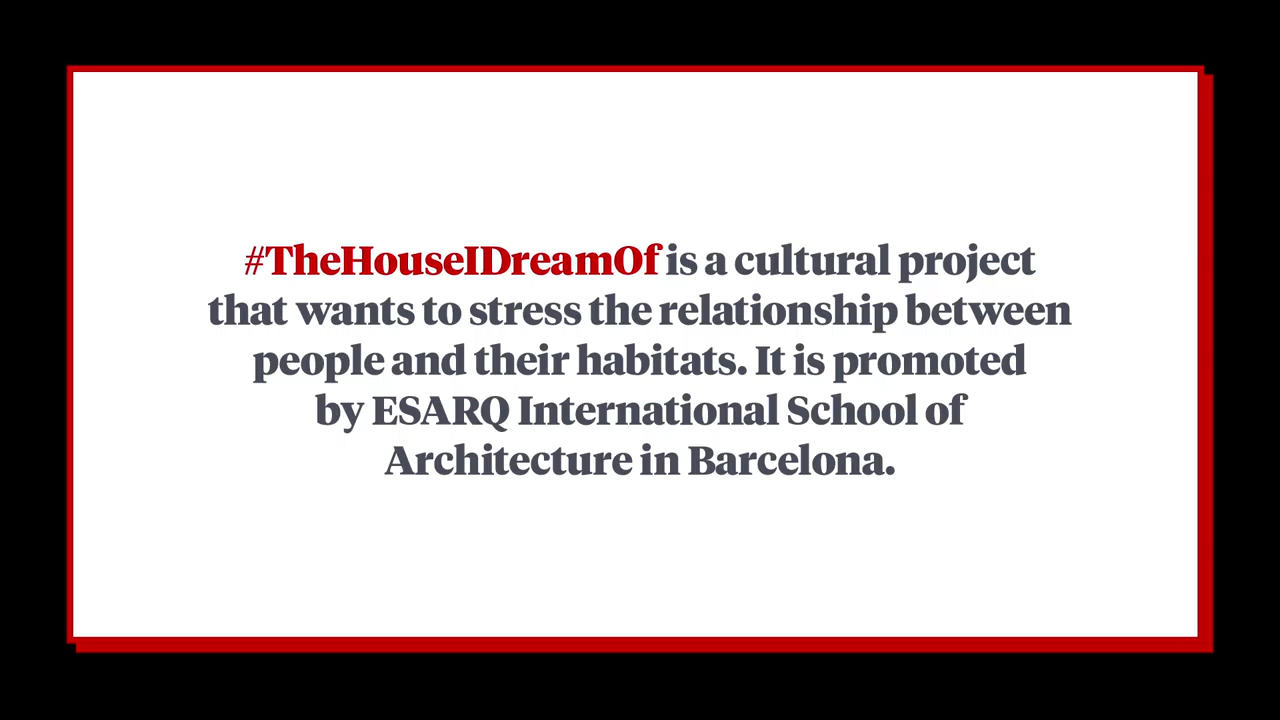 #TheHouseIDreamOf is a cultural project
that wants to stress the relationship between
people and their habitats. It is promoted
by ESARQ International School of
Architecture in Barcelona.